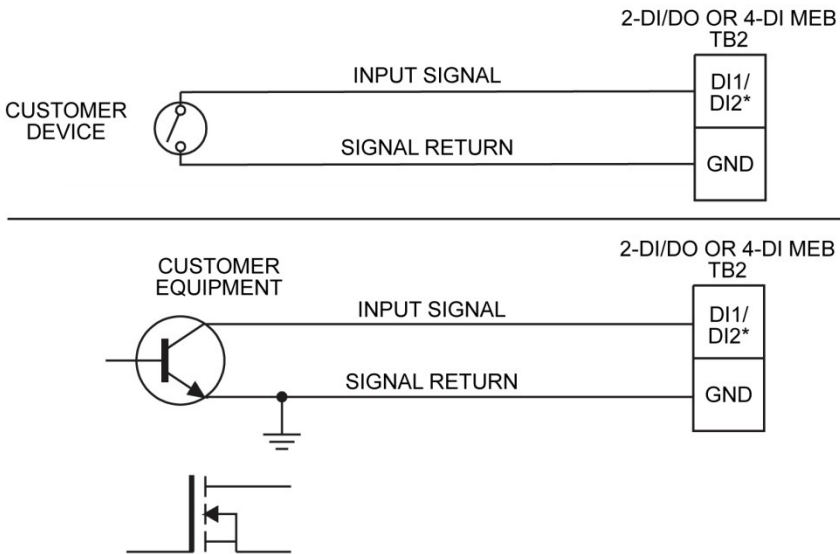 2-DI/DO OR 4-DI MEB
TB2
INPUT SIGNAL
DI1/
DI2*
CUSTOMER
DEVICE
SIGNAL RETURN
GND
2-DI/DO OR 4-DI MEB
TB2
CUSTOMER
EQUIPMENT
INPUT SIGNAL
DI1/
DI2*
SIGNAL RETURN
GND